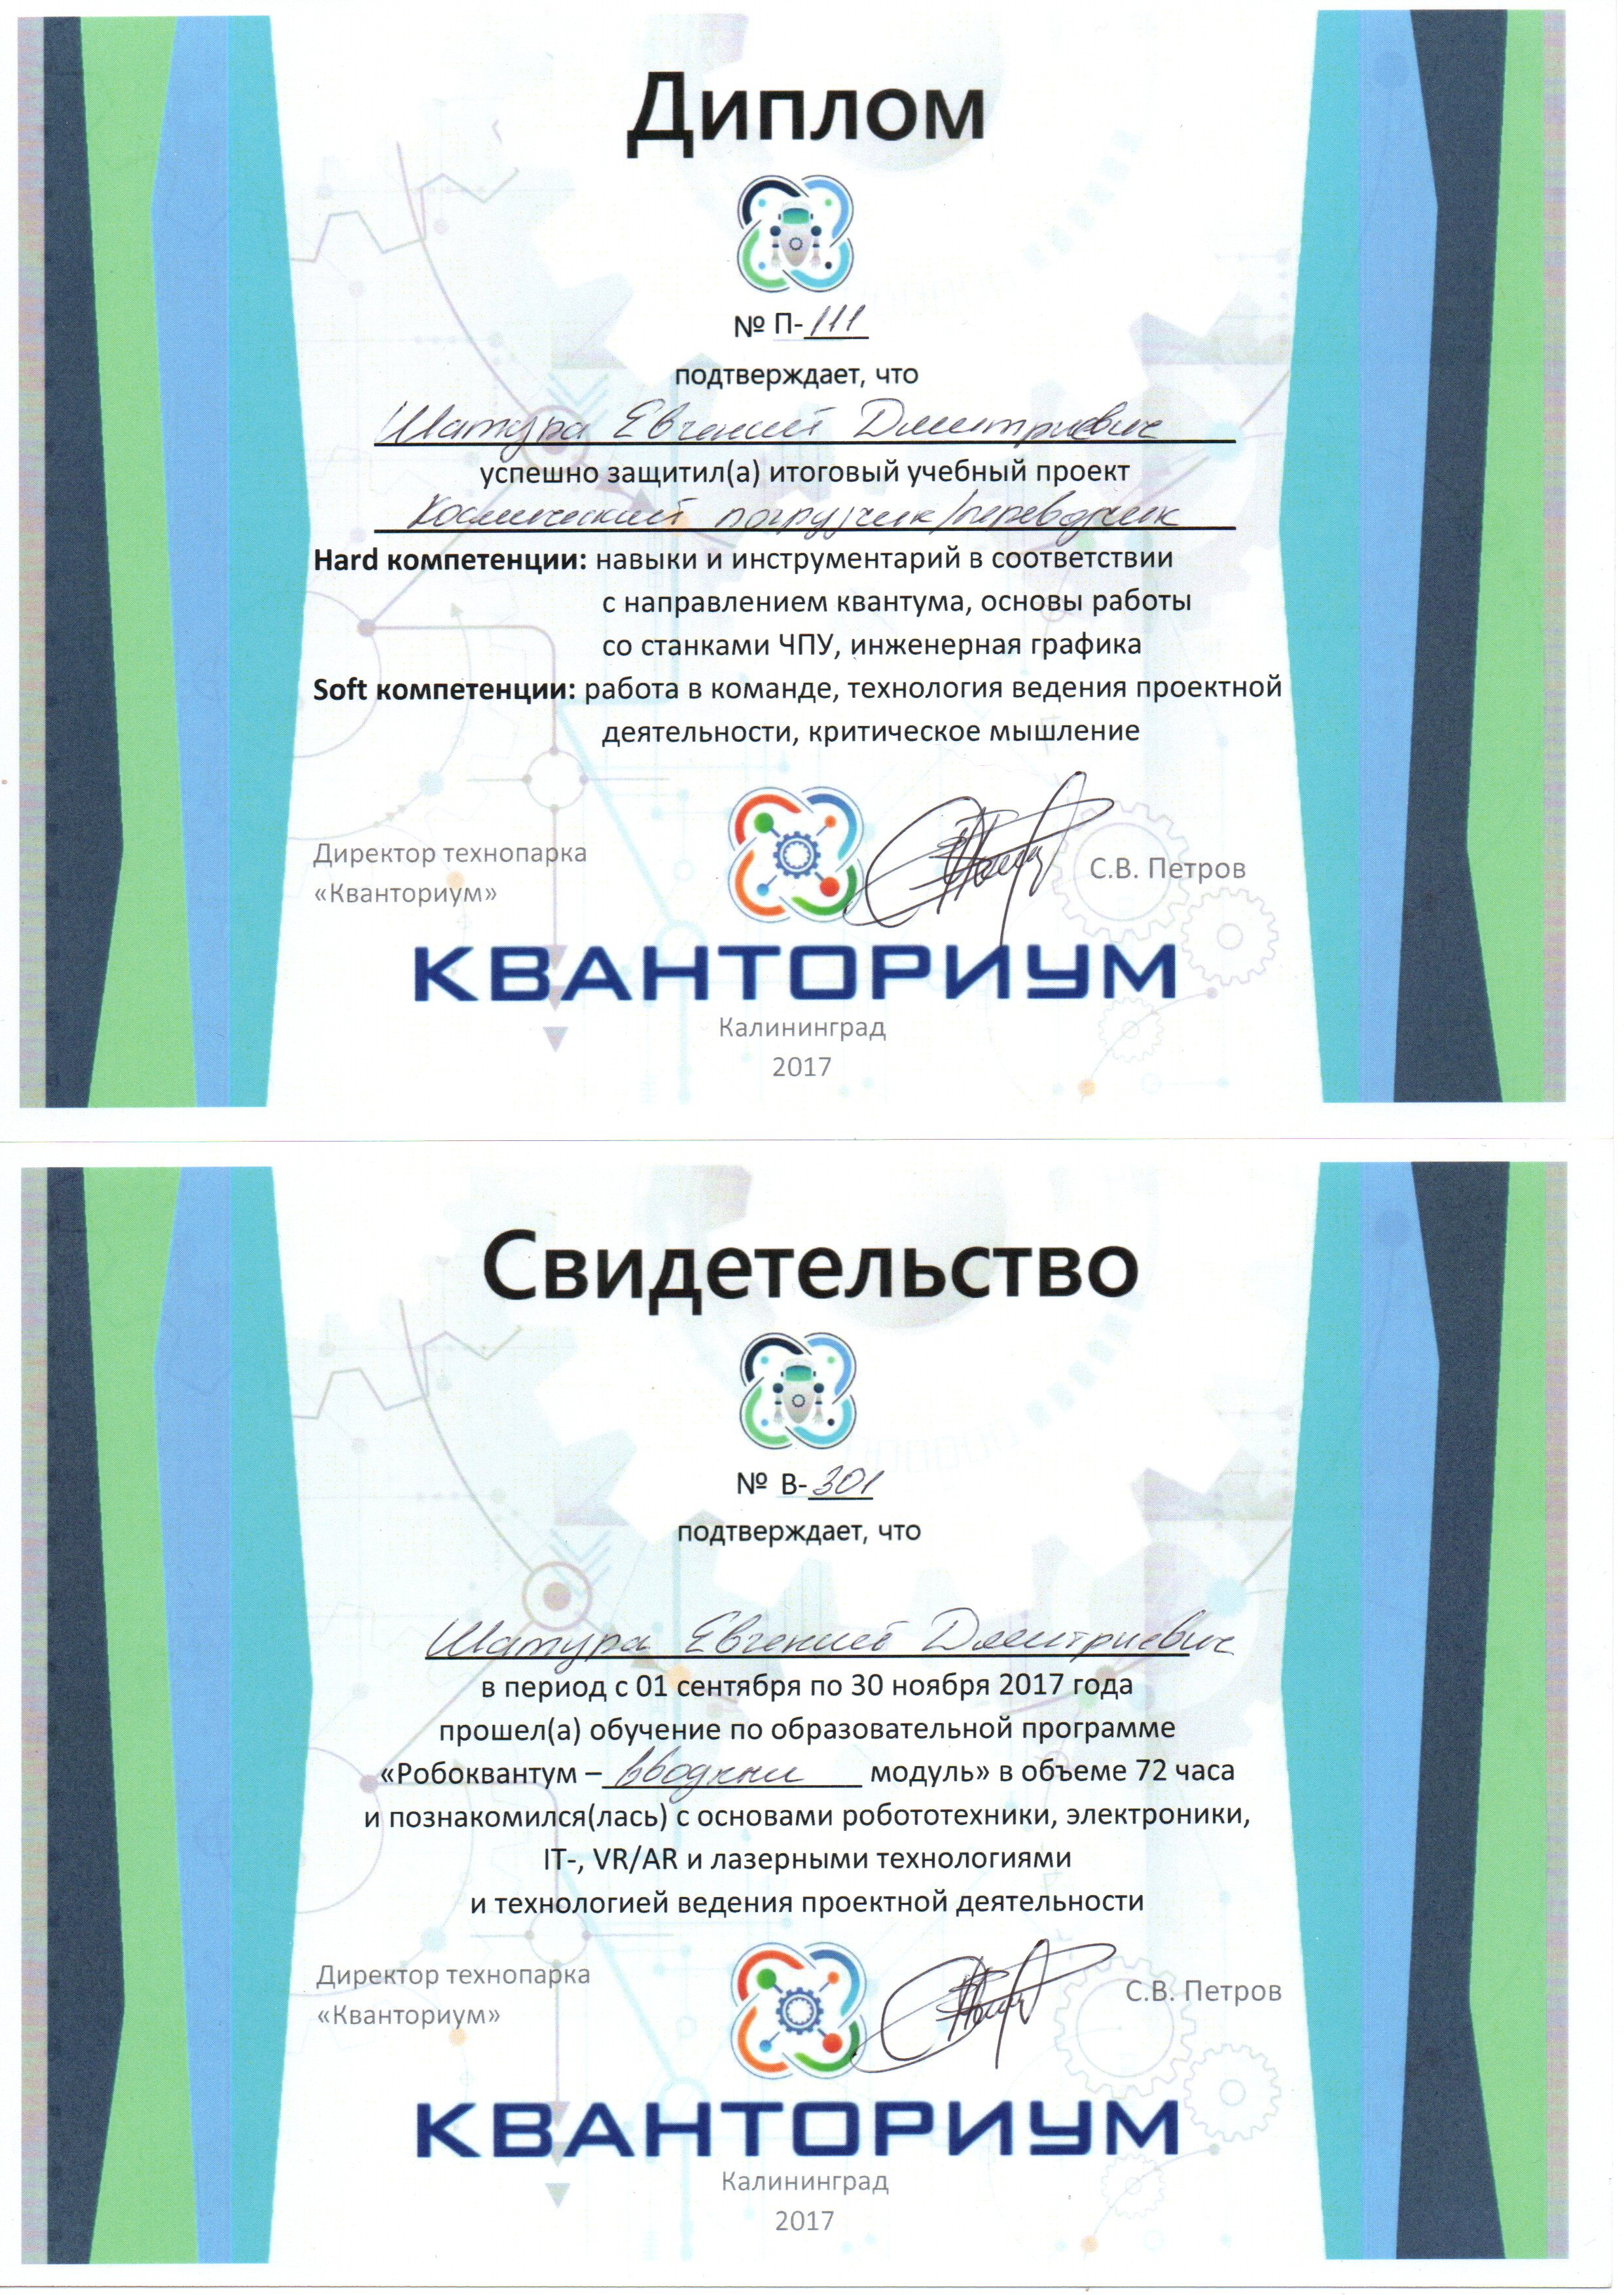 Диплом
№ П-111
подтверждает, что
Шатура Евгений Дмитриевич
успешно защитил(а) итоговый учебный проект
Космический погрузчик/переводчик
Hard компетенции: навыки и инструментарий в соответствии
с направлением квантума, основы работы
со станками ЧПУ, инженерная графика
Soft компетенции: работа в команде, технология ведения проектной
деятельности, критическое мышление
Директор технопарка
«Кванториум»
С.В. Петров
КВАНТОРИУМ
Калининград
2017
Свидетельство
№ В-301
подтверждает, что
Шатура Евгений Дмитриевич
в период с 01 сентября по 30 ноября 2017 года
прошел(а) обучение по образовательной программе
«Робоквантум – вводный модуль» в объеме 72 часа
и познакомился(лась) с основами робототехники, электроники,
IT-, VR/AR и лазерными технологиями
и технологией ведения проектной деятельности
Директор технопарка
«Кванториум»
С.В. Петров
КВАНТОРИУМ
Калининград
2017